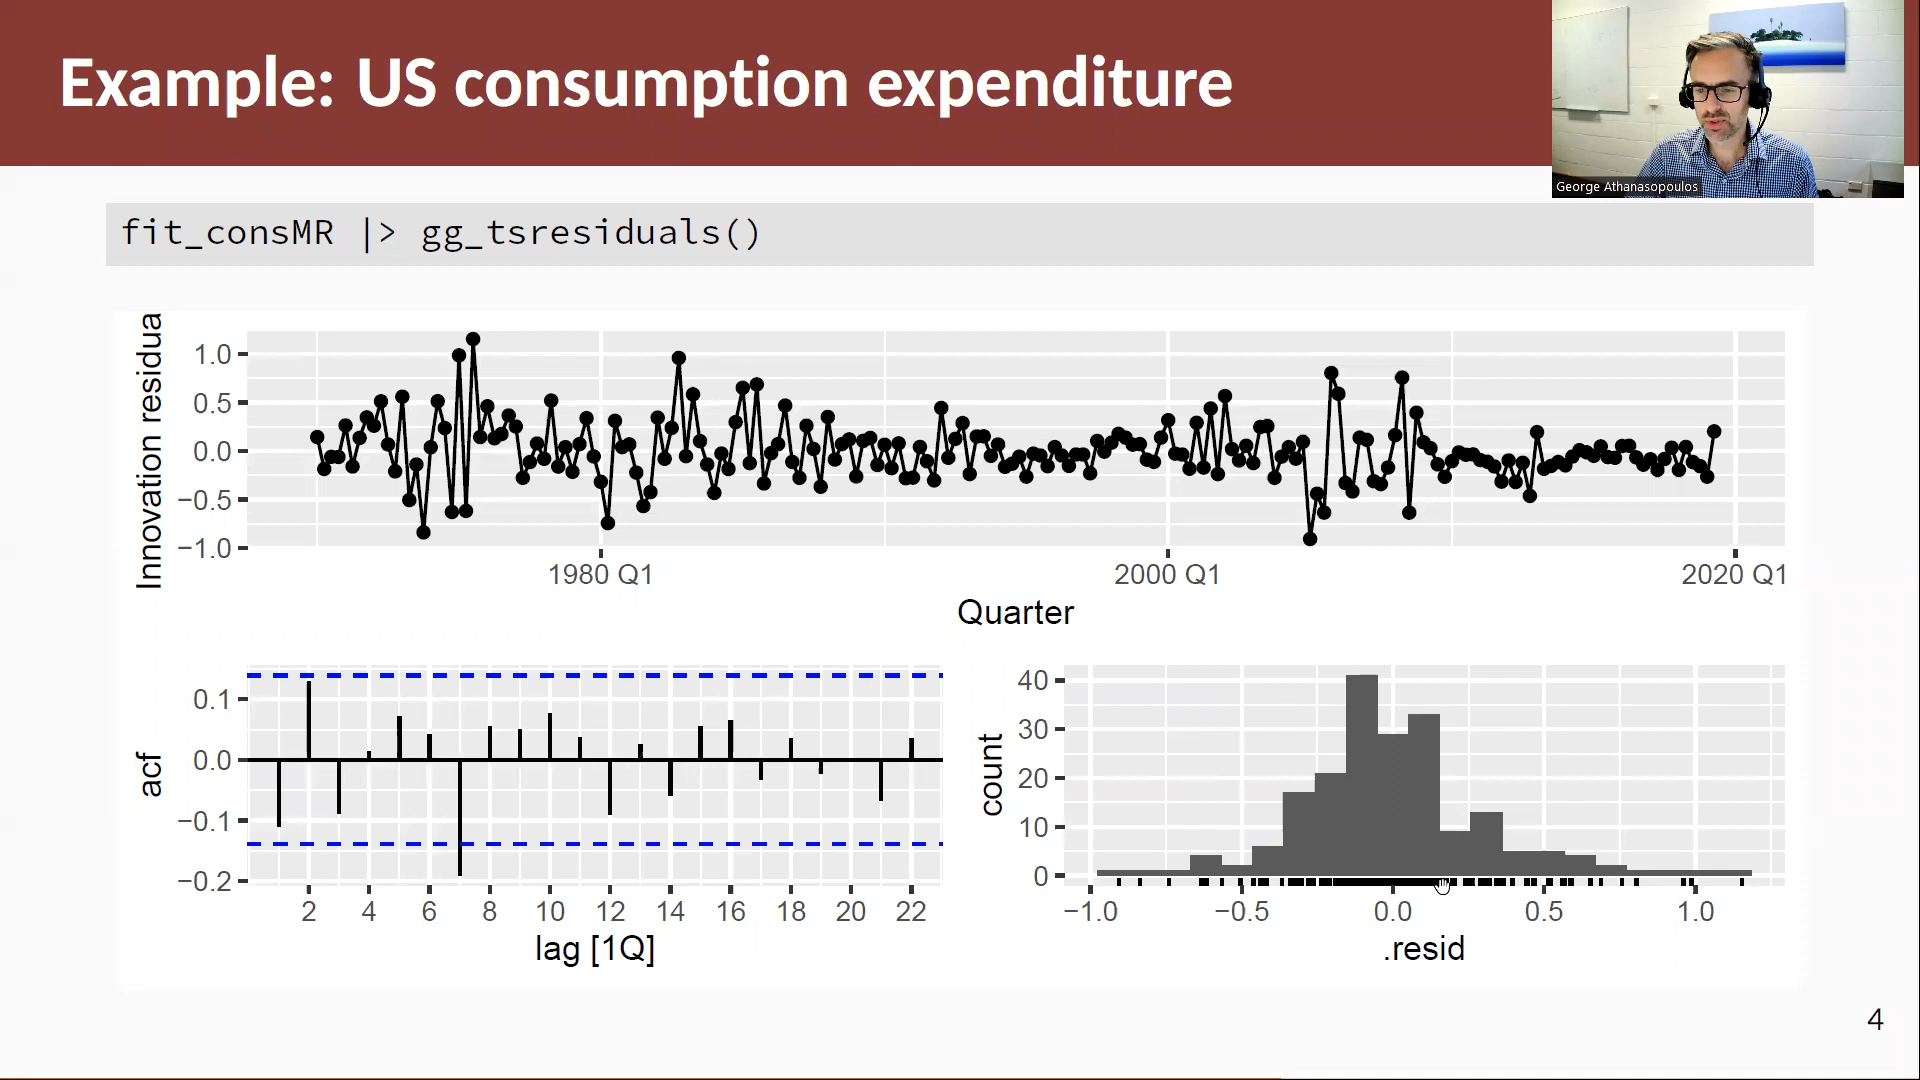 Example: US consumption expenditure
George Athanasopoulos
fit_consMR |> gg_tsresiduals()
Innovation residua
1.0
0.5
0.0
−0.5
−1.0
1980 Q1
2000 Q1
2020 Q1
Quarter
acf
0.1
0.0
−0.1
−0.2
2 4 6 8 10 12 14 16 18 20 22
lag [1Q]
count
40
30
20
10
0
−1.0 −0.5 0.0 0.5 1.0
.resid
4